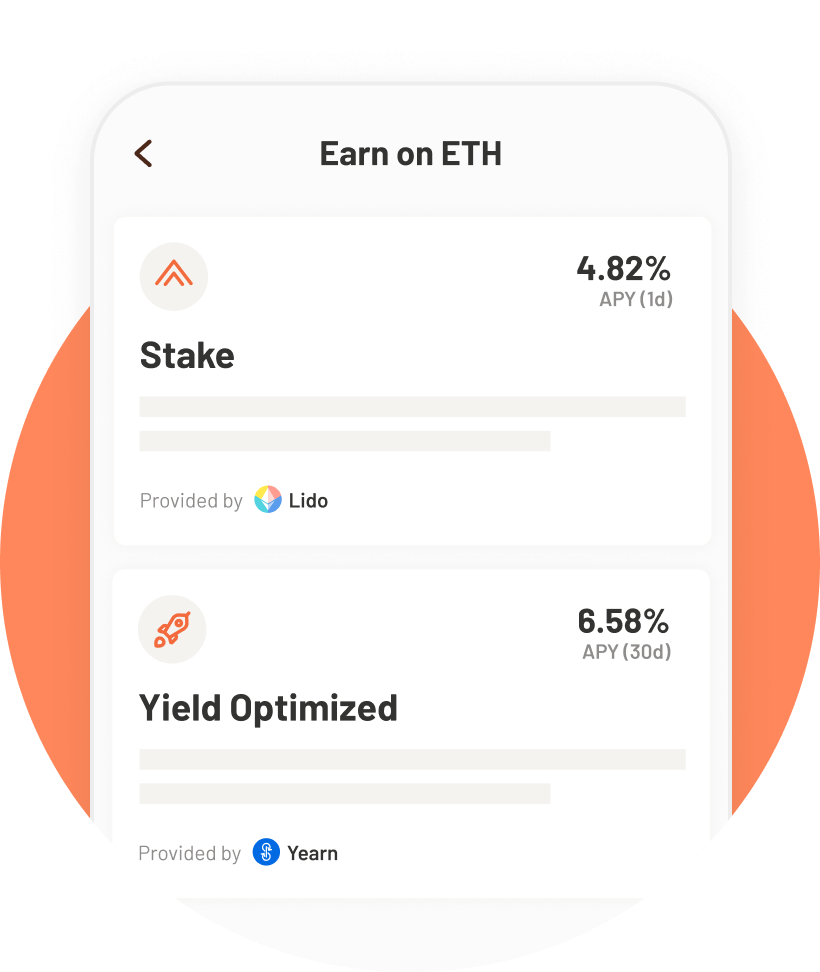 Earn on ETH
4.82%
APY (1d)
Stake
Provided by Lido
6.58%
APY (30d)
Yield Optimized
Provided by Yearn